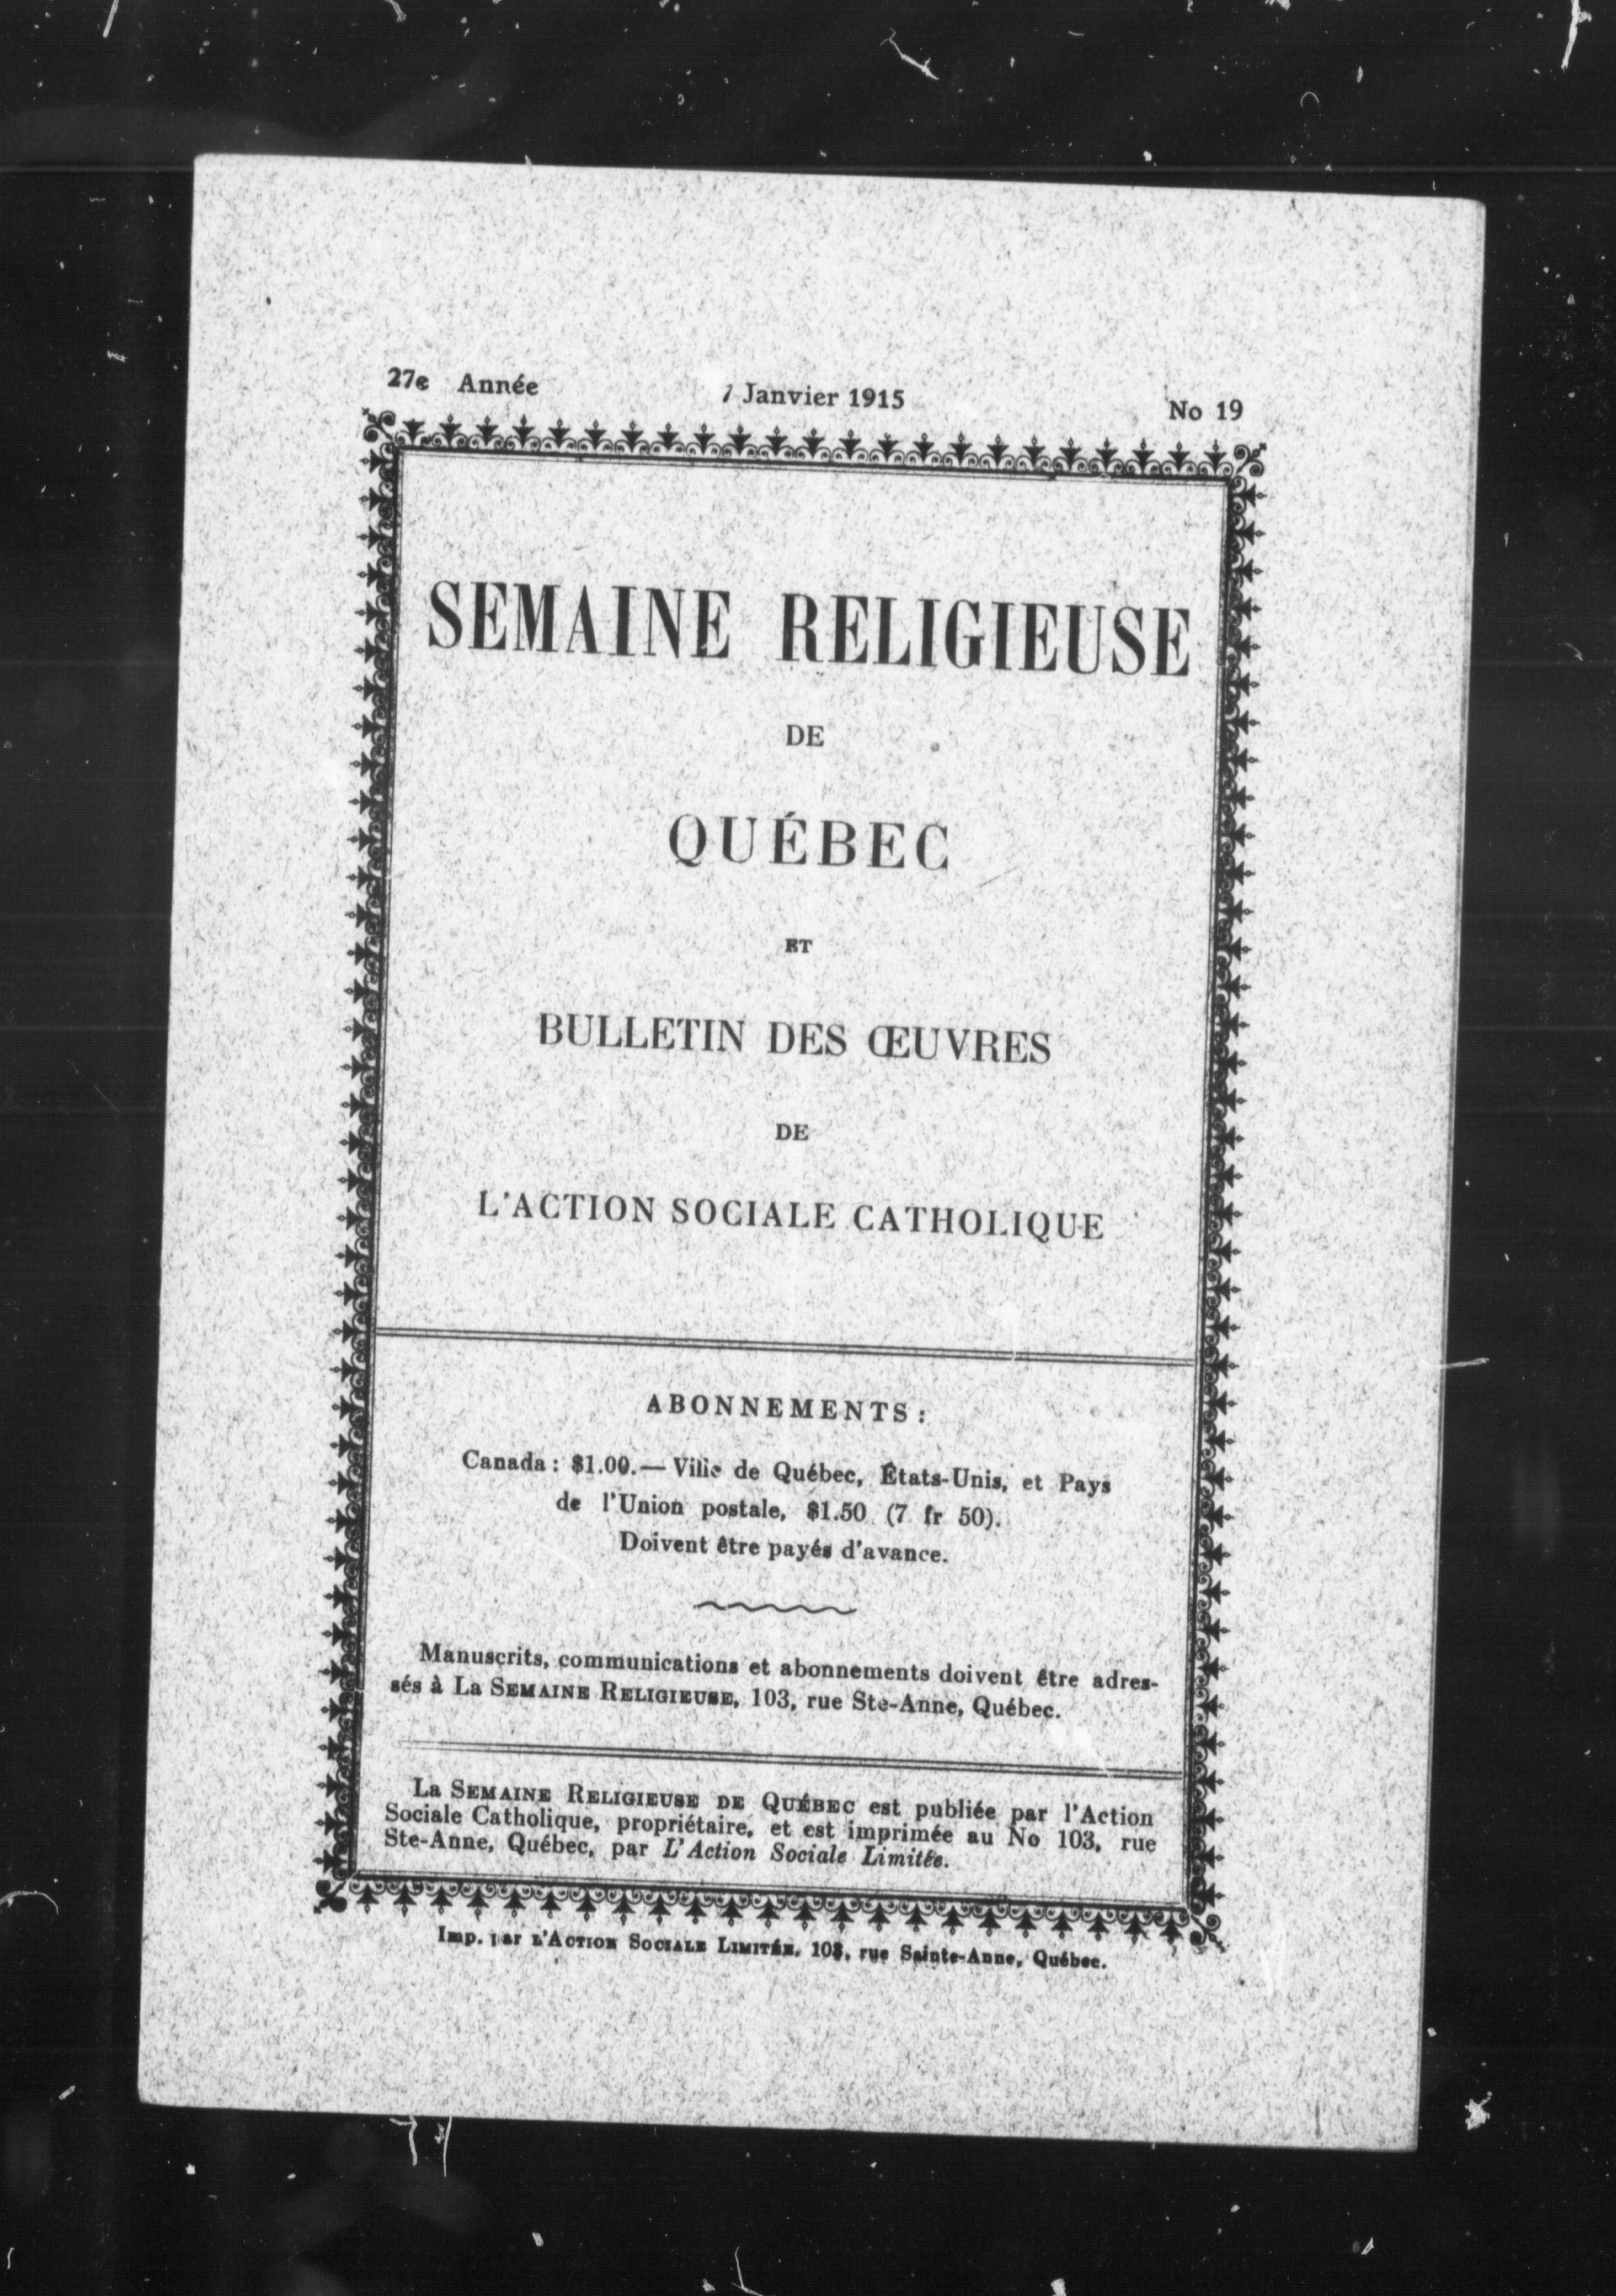 27e Année 7 Janvier 1915 No 19
SEMAINE RELIGIEUSE
DE
QUÉBEC
ET
BULLETIN DES ŒUVRES
DE
L'ACTION SOCIALE CATHOLIQUE
ABONNEMENTS :
Canada : $1.00.— Ville de Québec, États-Unis, et Pays
de l'Union postale, $1.50 (7 fr 50).
Doivent être payés d'avance.
Manuscrits, communications et abonnements doivent être adres-
sés à La SEMAINE RELIGIEUSE, 103, rue Ste-Anne, Québec.
La SEMAINE RELIGIEUSE DE QUÉBEC est publiée par l'Action
Sociale Catholique, propriétaire, et est imprimée au No 103, rue
Ste-Anne, Québec, par L'Action Sociale Limitée.
Imp. par L'ACTION SOCIALE LIMITÉE, 103, rue Sainte-Anne, Québec.